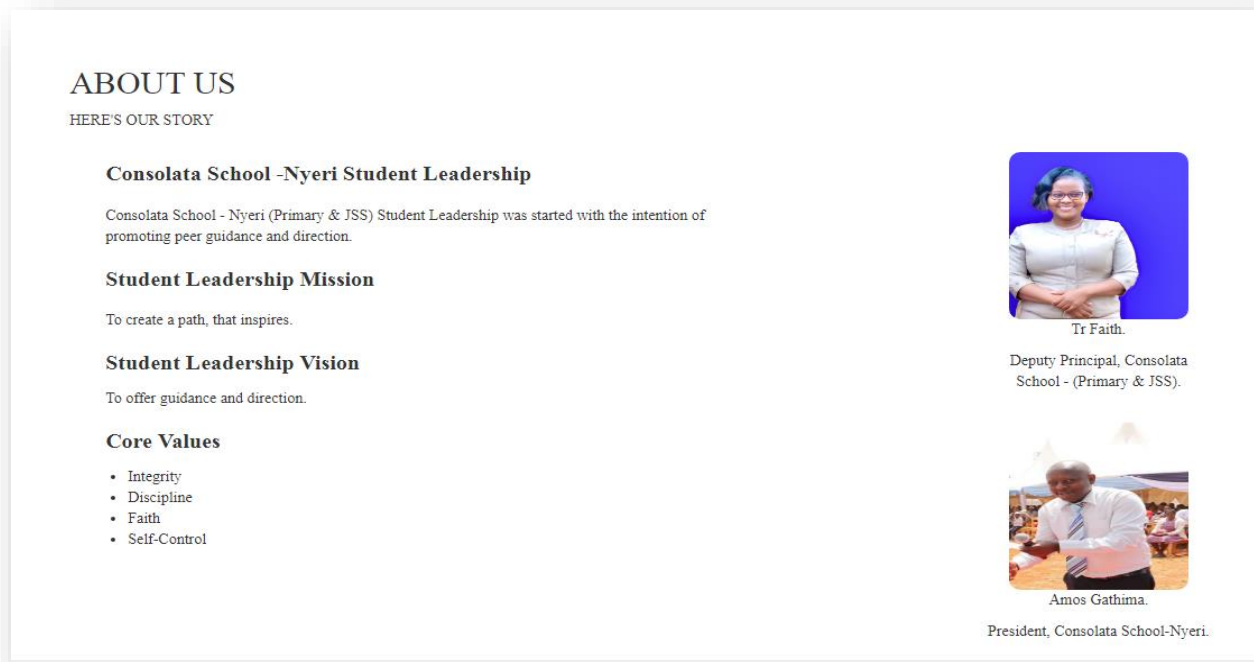 ABOUT US
HERE'S OUR STORY
Consolata School -Nyeri Student Leadership
Consolata School - Nyeri (Primary & JSS) Student Leadership was started with the intention of
promoting peer guidance and direction.
Student Leadership Mission
To create a path, that inspires.
Student Leadership Vision
To offer guidance and direction.
Core Values
• Integrity
• Discipline
• Faith
• Self-Control
Tr Faith.
Deputy Principal, Consolata
School - (Primary & JSS).
Amos Gathima.
President, Consolata School-Nyeri.